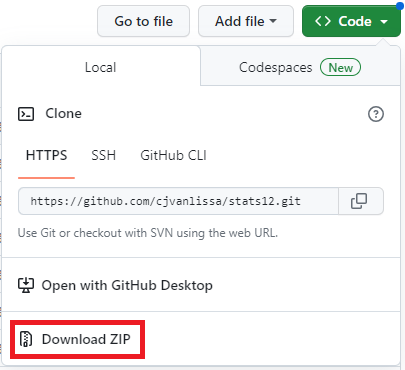 Go to file Add file Code
Local Codespaces New
Clone
HTTPS SSH GitHub CLI
https://github.com/cjvanlissa/stats12.git
Use Git or checkout with SVN using the web URL.
Open with GitHub Desktop
Download ZIP